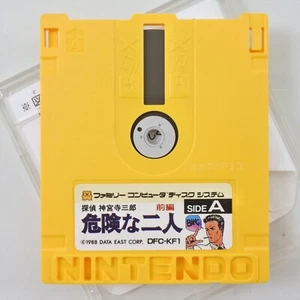 ※図
ファミリーコンピュータ ディスク システム
探偵 神宮寺三郎 前編 SIDE A
危険な二人
©1988 DATA EAST CORP. DFC-KF1
NINTENDO